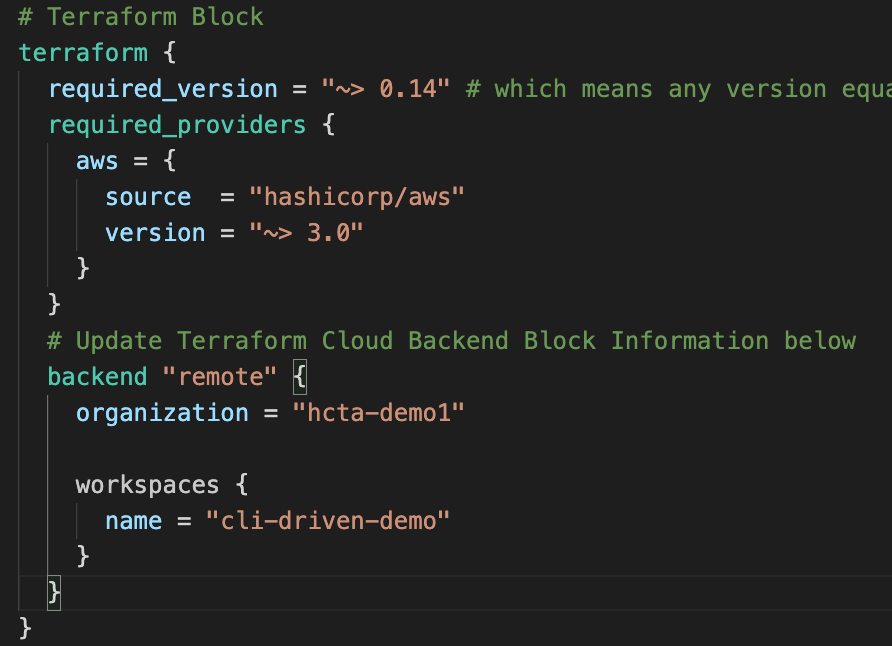 # Terraform Block
terraform {
  required_version = "~> 0.14" # which means any version
  required_providers {
    aws = {
      source  = "hashicorp/aws"
      version = "~> 3.0"
    }
  }
  # Update Terraform Cloud Backend Block Information below
  backend "remote" {
    organization = "hcta-demo1"

    workspaces {
      name = "cli-driven-demo"
    }
  }
}